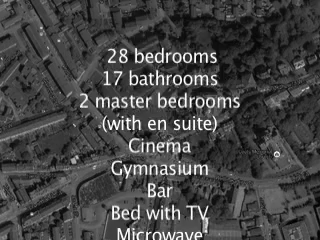 28 bedrooms
17 bathrooms
2 master bedrooms
(with en suite)
Cinema
Gymnasium
Bar
Bed with TV
Microwave